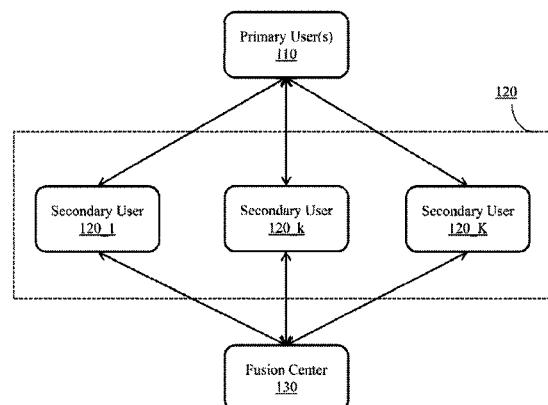 Primary User(s)
110
120
Secondary User
120_1
Secondary User
120_k
Secondary User
120_K
Fusion Center
130